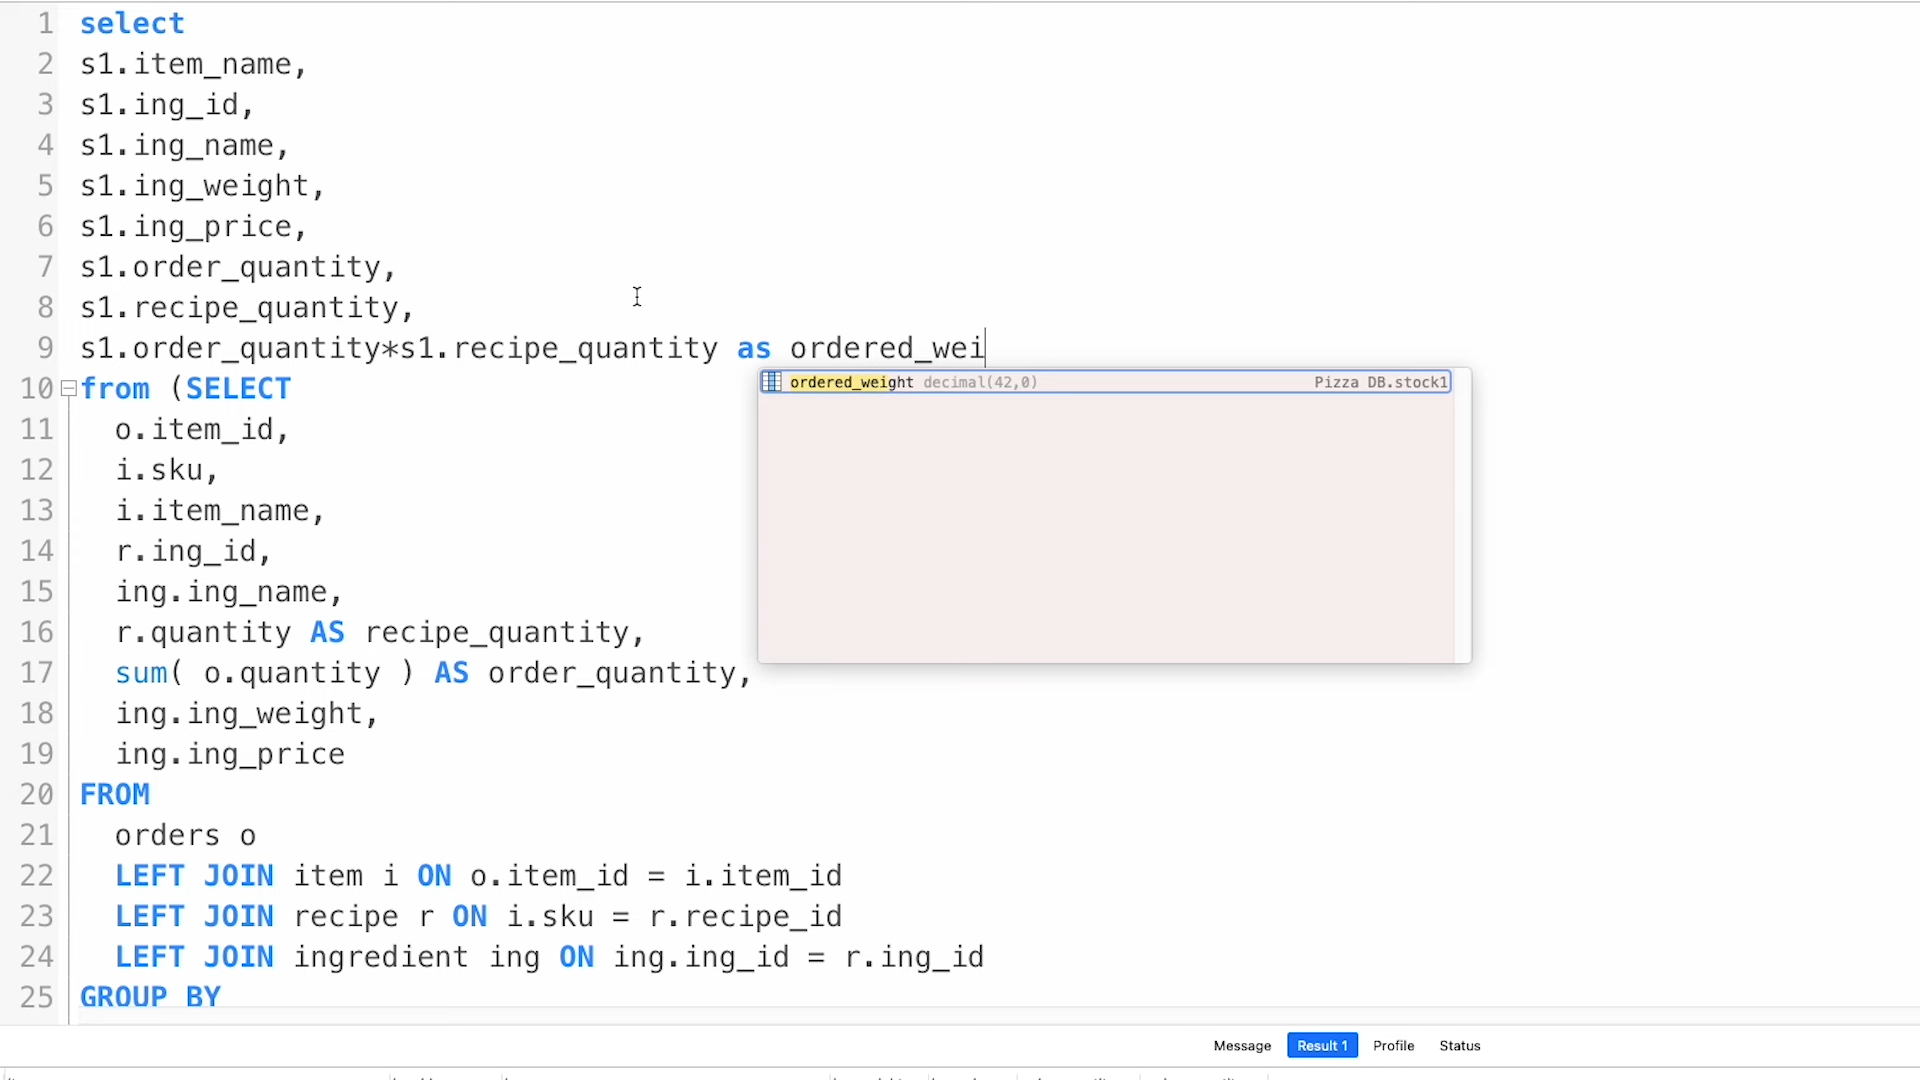 1 select
2 s1.item_name,
3 s1.ing_id,
4 s1.ing_name,
5 s1.ing_weight,
6 s1.ing_price,
7 s1.order_quantity,
8 s1.recipe_quantity,
9 s1.order_quantity*s1.recipe_quantity as ordered_wei
ordered_weight decimal(42,0) Pizza DB.stock1
10 from (SELECT
11 o.item_id,
12 i.sku,
13 i.item_name,
14 r.ing_id,
15 ing.ing_name,
16 r.quantity AS recipe_quantity,
17 sum( o.quantity ) AS order_quantity,
18 ing.ing_weight,
19 ing.ing_price
20 FROM
21 orders o
22 LEFT JOIN item i ON o.item_id = i.item_id
23 LEFT JOIN recipe r ON i.sku = r.recipe_id
24 LEFT JOIN ingredient ing ON ing.ing_id = r.ing_id
25 GROUP BY
Message Result 1 Profile Status